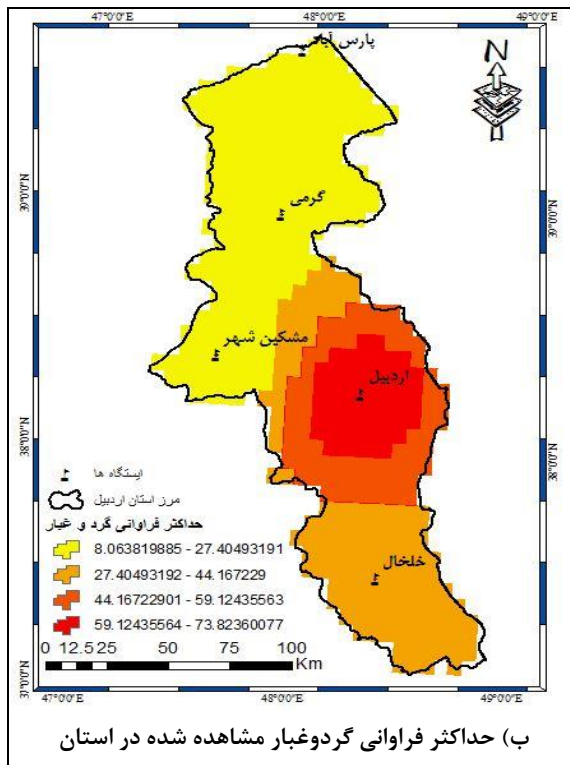 47°0'0"E 48°0'0"E 49°0'0"E
پارس آباد
N
39°0'0"N 39°0'0"N
گرمی
مشکین شهر
اردبیل
38°0'0"N 38°0'0"N
ایستگاه ها
مرز استان اردبیل
حداکثر فراوانی گرد و غبار
8.063819885 - 27.40493191
27.40493192 - 44.167229
44.16722901 - 59.12435563
59.12435564 - 73.82360077
خلخال
0 12.5 25 50 75 100
Km
37°0'0"N
47°0'0"E 48°0'0"E 49°0'0"E
ب) حداکثر فراوانی گردوغبار مشاهده شده در استان